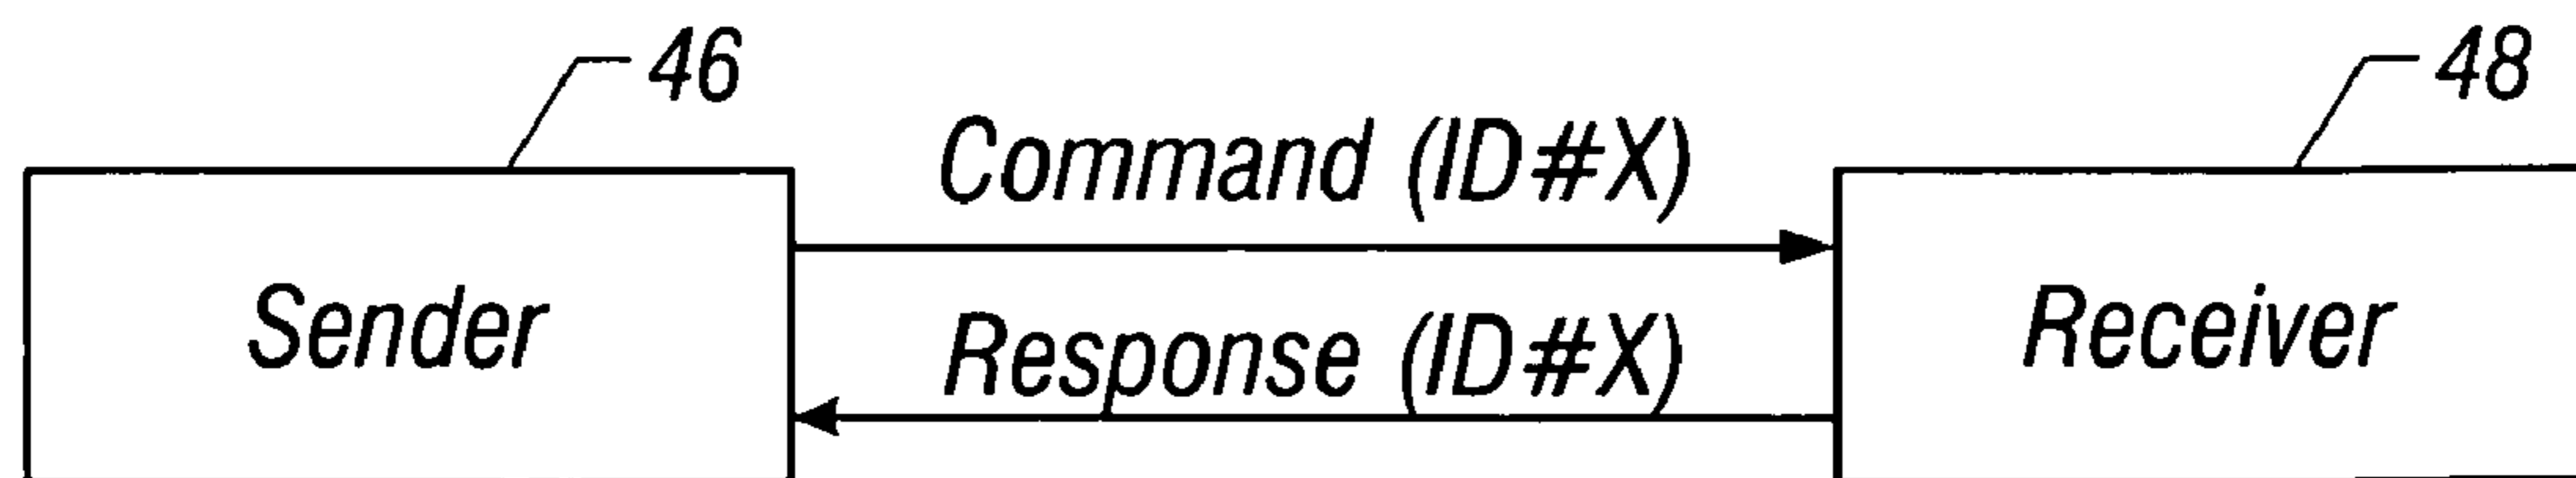 46
48
Command (ID#X)
Sender
Receiver
Response (ID#X)